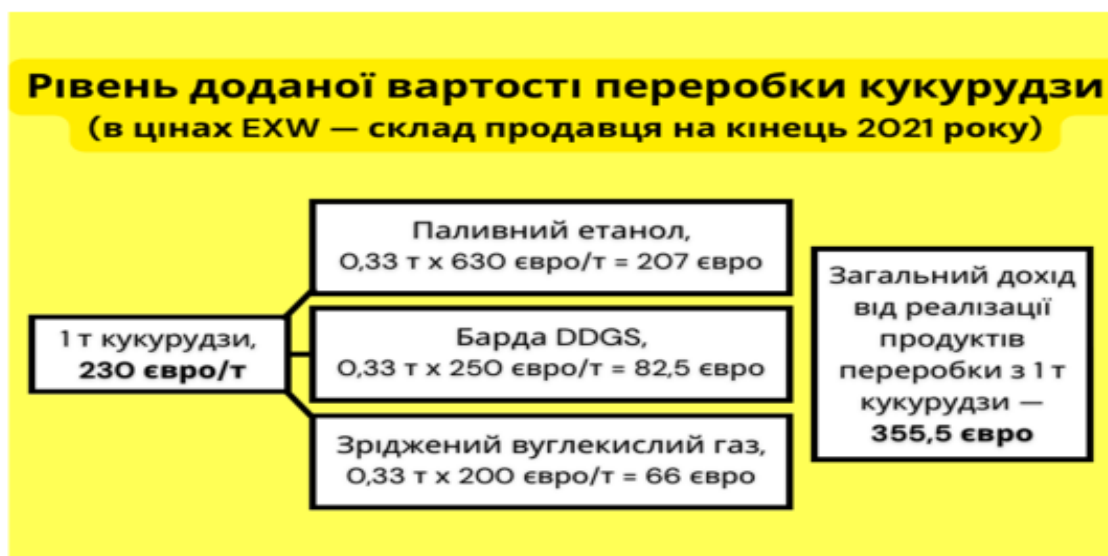 Рівень доданої вартості переробки кукурудзи
(в цінах EXW — склад продавця на кінець 2021 року)
1 т кукурудзи,
230 євро/т
Паливний етанол,
0,33 т x 630 євро/т = 207 євро
Барда DDGS,
0,33 т x 250 євро/т = 82,5 євро
Зріджений вуглекислий газ,
0,33 т x 200 євро/т = 66 євро
Загальний дохід
від реалізації
продуктів
переробки з 1 т
кукурудзи —
355,5 євро